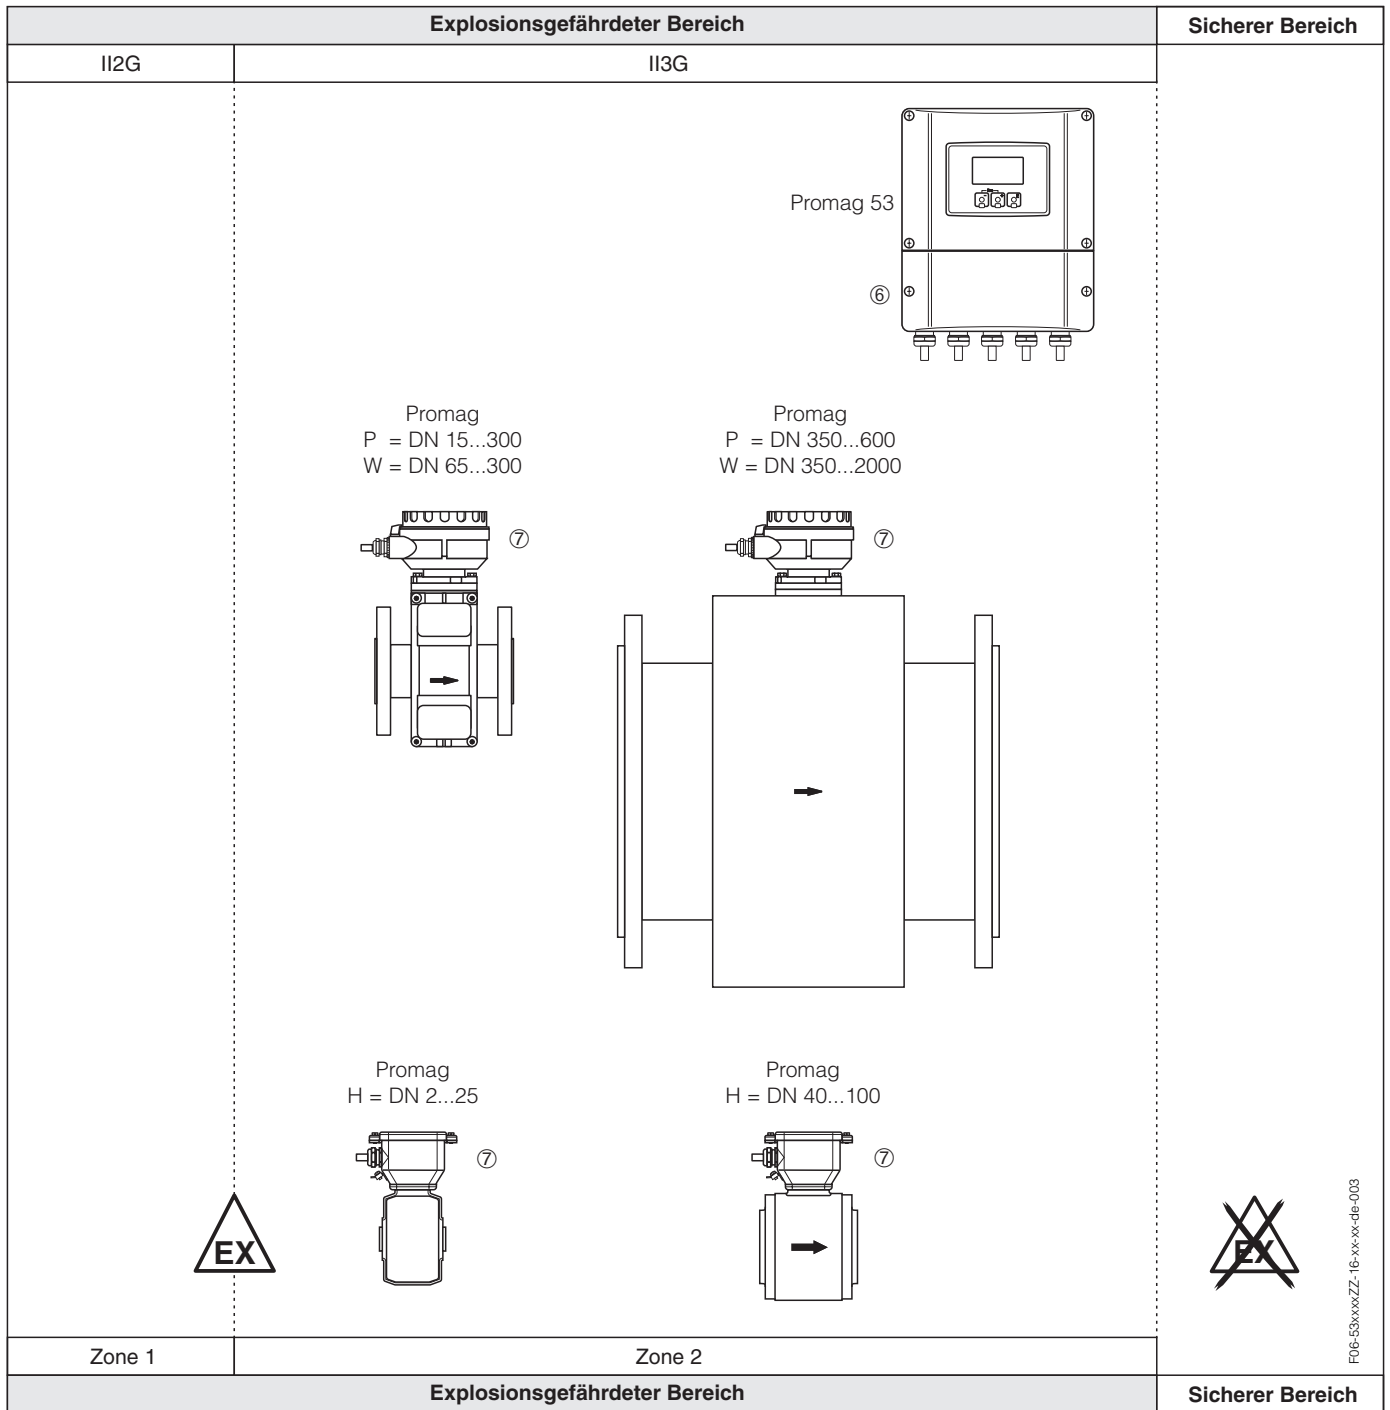 Explosionsgefährdeter Bereich
Sicherer Bereich
II2G
II3G
Promag 53
⑥
Promag
P = DN 15...300
W = DN 65...300
Promag
P = DN 350...600
W = DN 350...2000
⑦
⑦
Promag
H = DN 2...25
Promag
H = DN 40...100
⑦
⑦
EX
EX
F06-53xxxxZZ-16-xx-xx-de-003
Zone 1
Zone 2
Explosionsgefährdeter Bereich
Sicherer Bereich